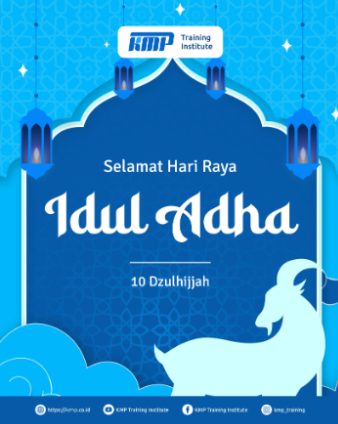 KMP Training
Institute
Selamat Hari Raya
Idul Adha
10 Dzulhijjah
https://kmp.co.id KMP Training Institute KMP Training Institute kmp_training